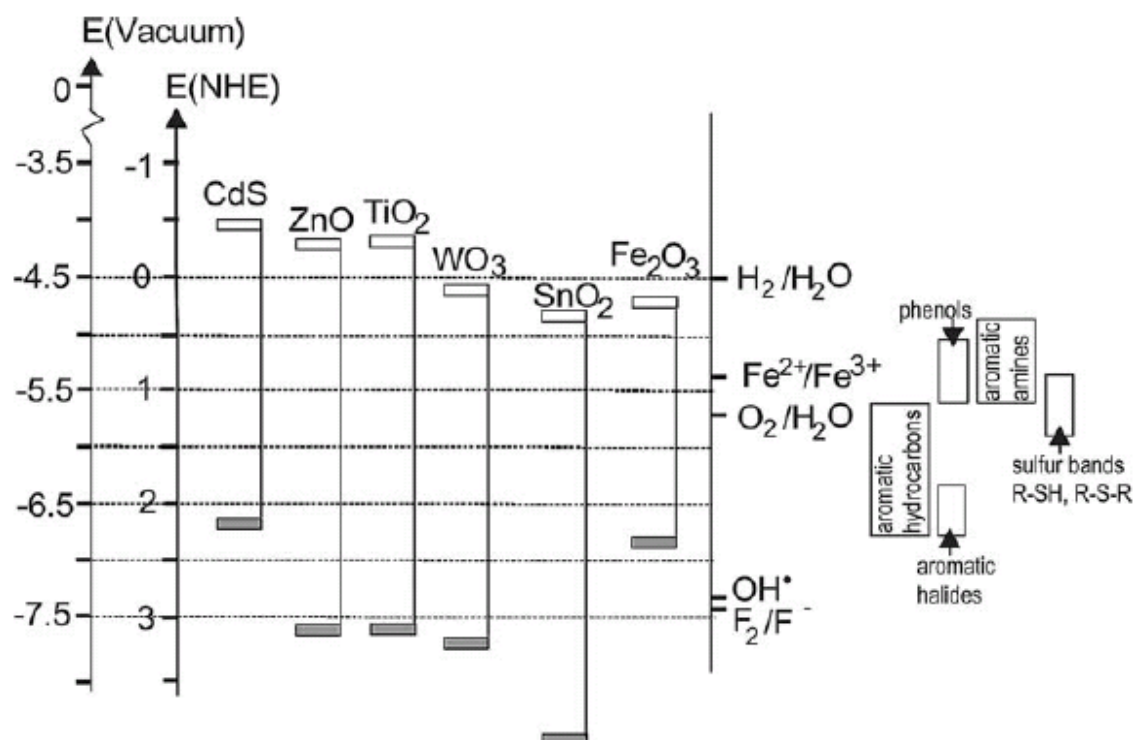 E(Vacuum)
E(NHE)
0
-3.5
-4.5
-5.5
-6.5
-7.5
-1
0
1
2
3
CdS
ZnO
TiO₂
WO₃
SnO₂
Fe₂O₃
H₂/H₂O
Fe²⁺/Fe³⁺
O₂/H₂O
OH•
F₂/F⁻
phenols
aromatic
amines
aromatic
hydrocarbons
sulfur bands
R-SH, R-S-R
aromatic
halides